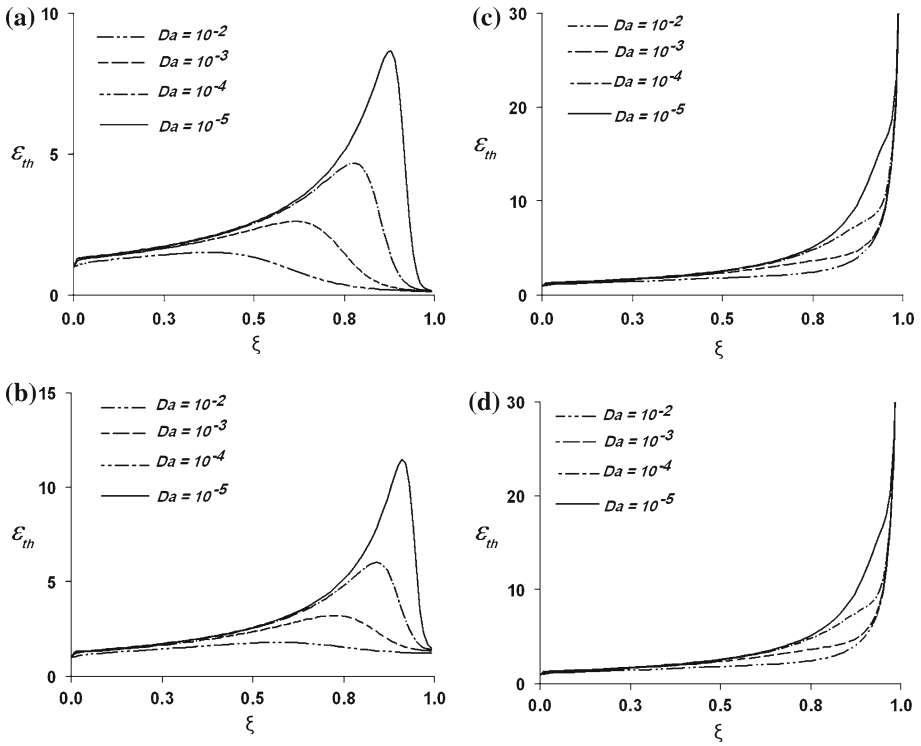 (a)
10
5
0
ε_th
Da = 10^-2
Da = 10^-3
Da = 10^-4
Da = 10^-5
0.0 0.3 0.5 0.8 1.0
ξ
(b)
15
10
5
0
ε_th
Da = 10^-2
Da = 10^-3
Da = 10^-4
Da = 10^-5
0.0 0.3 0.5 0.8 1.0
ξ
(c)
30
20
10
0
ε_th
Da = 10^-2
Da = 10^-3
Da = 10^-4
Da = 10^-5
0.0 0.25 0.5 0.75 1.0
ξ
(d)
30
20
10
0
ε_th
Da = 10^-2
Da = 10^-3
Da = 10^-4
Da = 10^-5
0.0 0.25 0.5 0.75 1.0
ξ